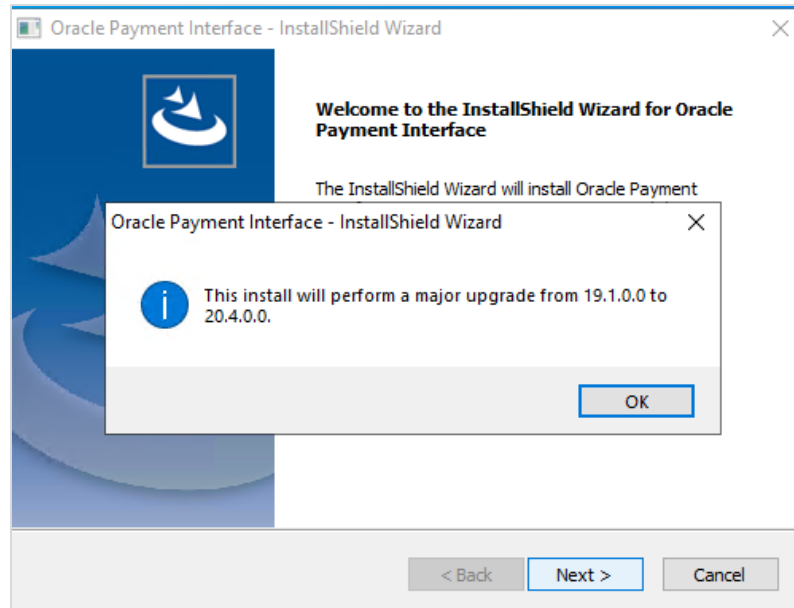 Oracle Payment Interface - InstallShield Wizard
Welcome to the InstallShield Wizard for Oracle
Payment Interface
The InstallShield Wizard will install Oracle Payment
Oracle Payment Interface - InstallShield Wizard
This install will perform a major upgrade from 19.1.0.0 to
20.4.0.0.
OK
< Back
Next >
Cancel